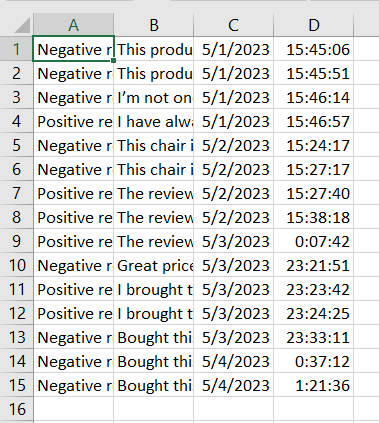 A B C D
1 Negative r This produ 5/1/2023 15:45:06
2 Negative r This produ 5/1/2023 15:45:51
3 Negative r I'm not on 5/1/2023 15:46:14
4 Positive re I have alw 5/1/2023 15:46:57
5 Negative r This chair i 5/2/2023 15:24:17
6 Negative r This chair i 5/2/2023 15:27:17
7 Positive re The review 5/2/2023 15:27:40
8 Positive re The review 5/2/2023 15:38:18
9 Positive re The review 5/3/2023 0:07:42
10 Negative r Great price 5/3/2023 23:21:51
11 Positive re I brought t 5/3/2023 23:23:42
12 Positive re I brought t 5/3/2023 23:24:25
13 Negative r Bought thi 5/3/2023 23:33:11
14 Negative r Bought thi 5/4/2023 0:37:12
15 Negative r Bought thi 5/4/2023 1:21:36
16